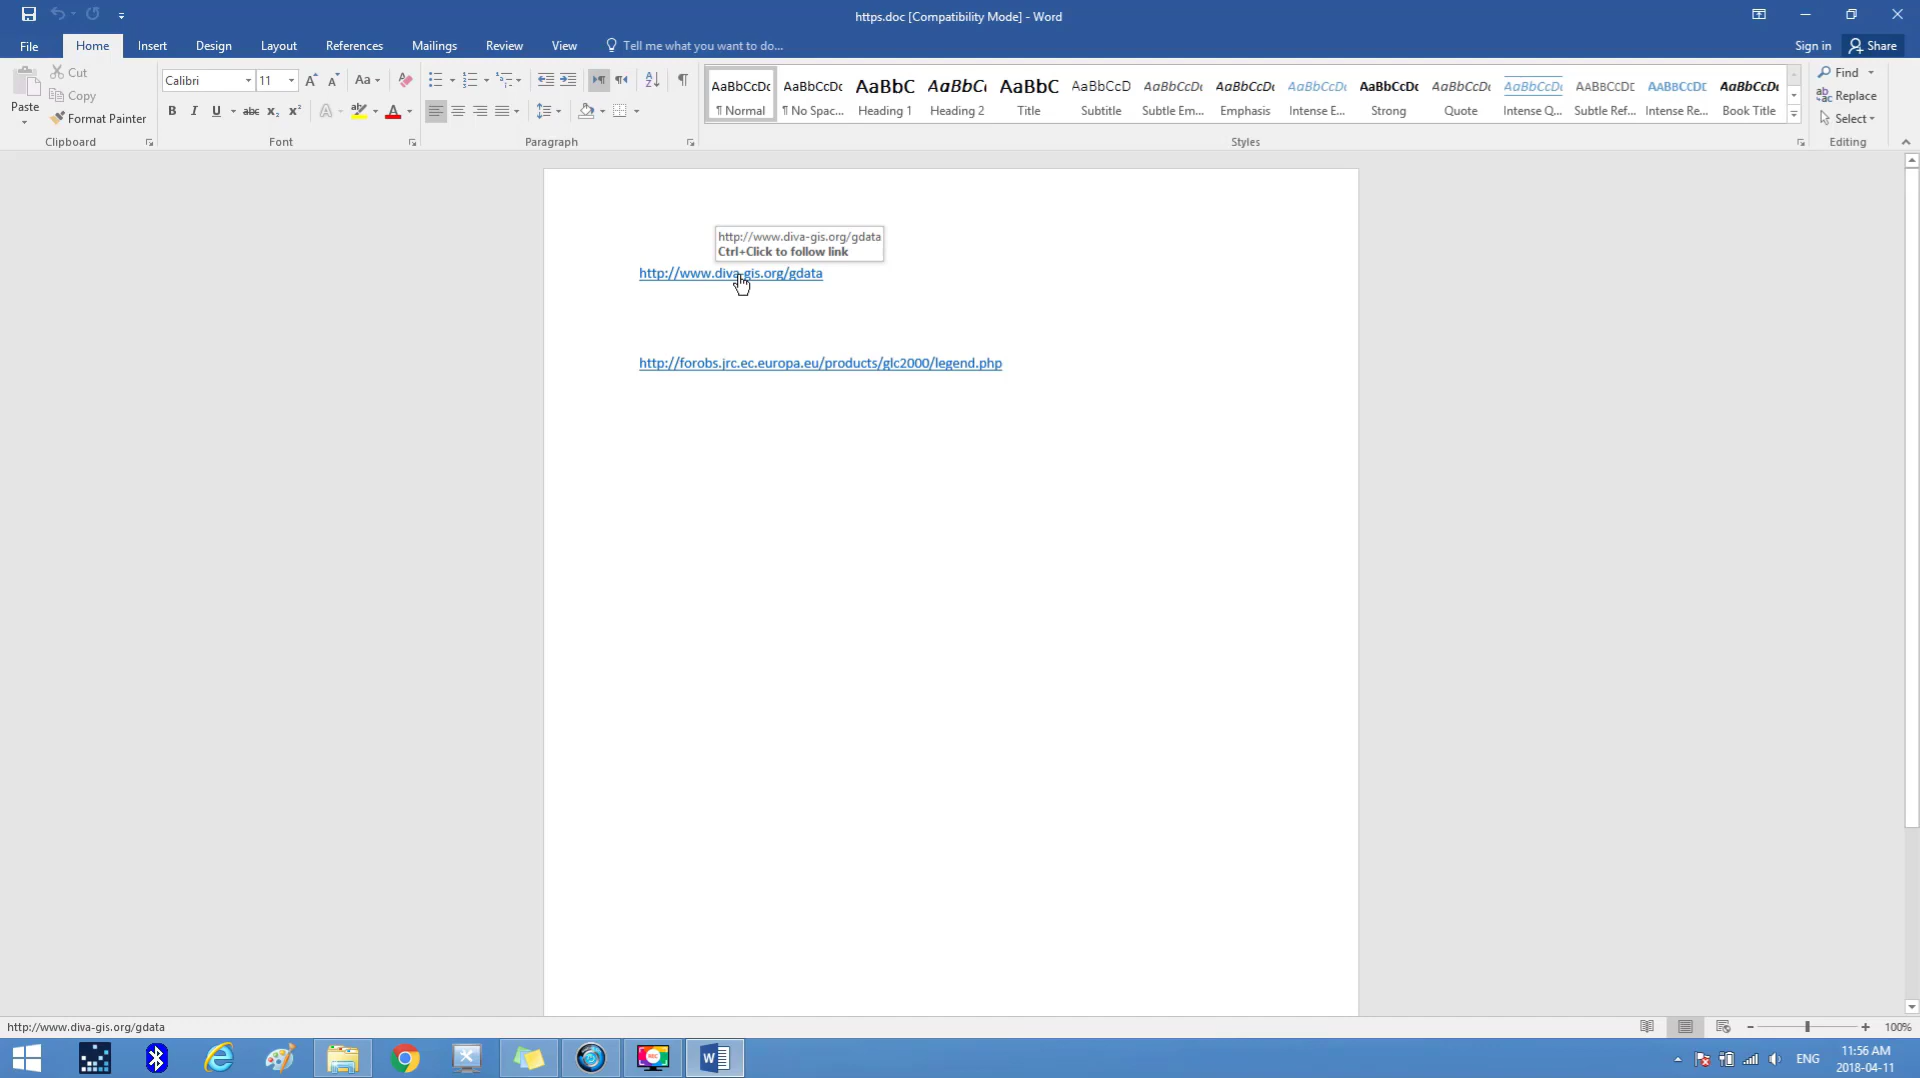 https.doc [Compatibility Mode] - Word
File Home Insert Design Layout References Mailings Review View Tell me what you want to do... Sign in Share
Paste
Cut
Copy
Format Painter
Clipboard
Calibri 11
Aa
B I U abc X₂ X² A ab A
Font
Paragraph
AaBbCcDc AaBbCcDc AaBbC AaBbCc AaBbC AaBbCcD AaBbCcDc AaBbCcDc AaBbCcDc AaBbCcDc AaBbCcDc AaBbCcDc AABBCCDC AABBCCDC AaBbCcDc
¶ Normal ¶ No Spac... Heading 1 Heading 2 Title Subtitle Subtle Em... Emphasis Intense E... Strong Quote Intense Q... Subtle Ref... Intense Re... Book Title
Styles
Find
Replace
Select
Editing
http://www.diva-gis.org/gdata
Ctrl+Click to follow link
http://www.diva-gis.org/gdata
http://forobs.jrc.ec.europa.eu/products/glc2000/legend.php
http://www.diva-gis.org/gdata
100%
REC
ENG
11:56 AM
2018-04-11